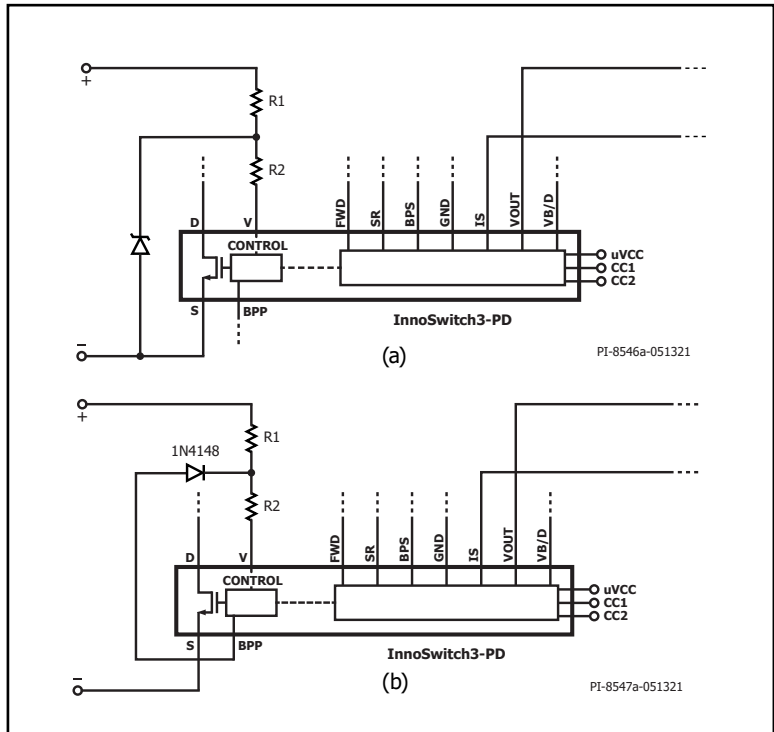 +
R1
R2
D
V
FWD
SR
BPS
GND
IS
VOUT
VB/D
CONTROL
uVCC
CC1
CC2
S
BPP
InnoSwitch3-PD
−
(a)
PI-8546a-051321
+
R1
1N4148
R2
D
V
FWD
SR
BPS
GND
IS
VOUT
VB/D
CONTROL
uVCC
CC1
CC2
S
BPP
InnoSwitch3-PD
−
(b)
PI-8547a-051321